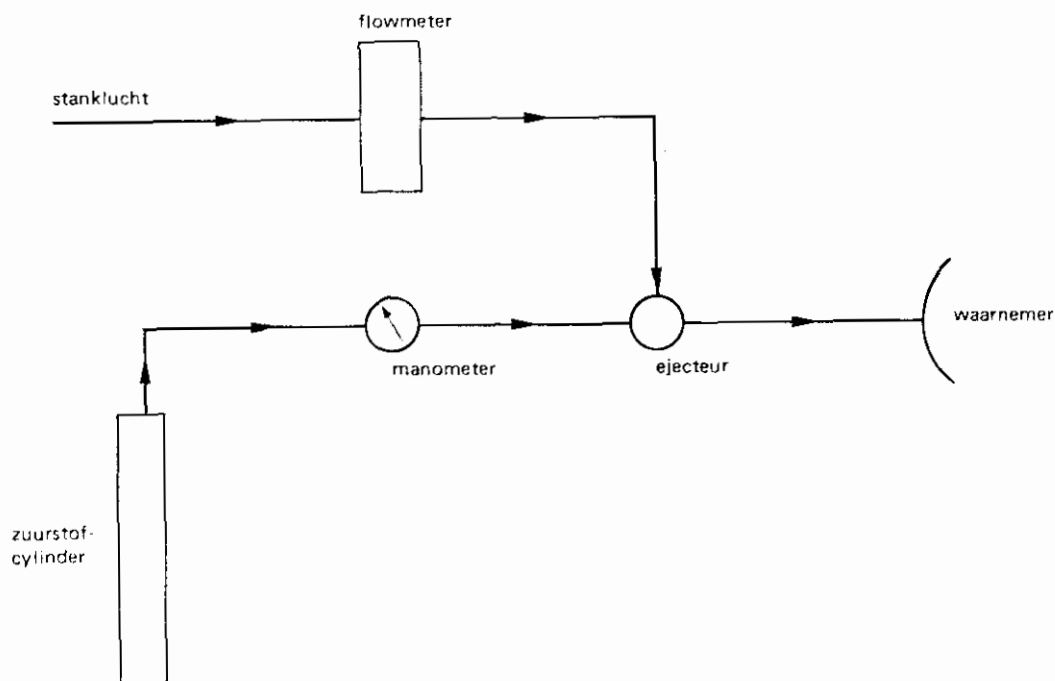 flowmeter
stanklucht
waarnemer
manometer
ejecteur
zuurstof-
cylinder